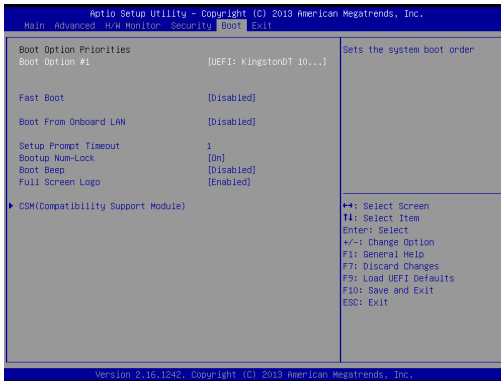 Aptio Setup Utility – Copyright (C) 2013 American Megatrends, Inc.
Main Advanced H/W Monitor Security Boot Exit
Boot Option Priorities
Boot Option #1 [UEFI: KingstonDT 10...]
Fast Boot [Disabled]
Boot From Onboard LAN [Disabled]
Setup Prompt Timeout 1
Bootup Num-Lock [On]
Boot Beep [Disabled]
Full Screen Logo [Enabled]
CSM(Compatibility Support Module)
Sets the system boot order
↔: Select Screen
↑↓: Select Item
Enter: Select
+/-: Change Option
F1: General Help
F7: Discard Changes
F9: Load UEFI Defaults
F10: Save and Exit
ESC: Exit
Version 2.16.1242. Copyright (C) 2013 American Megatrends, Inc.